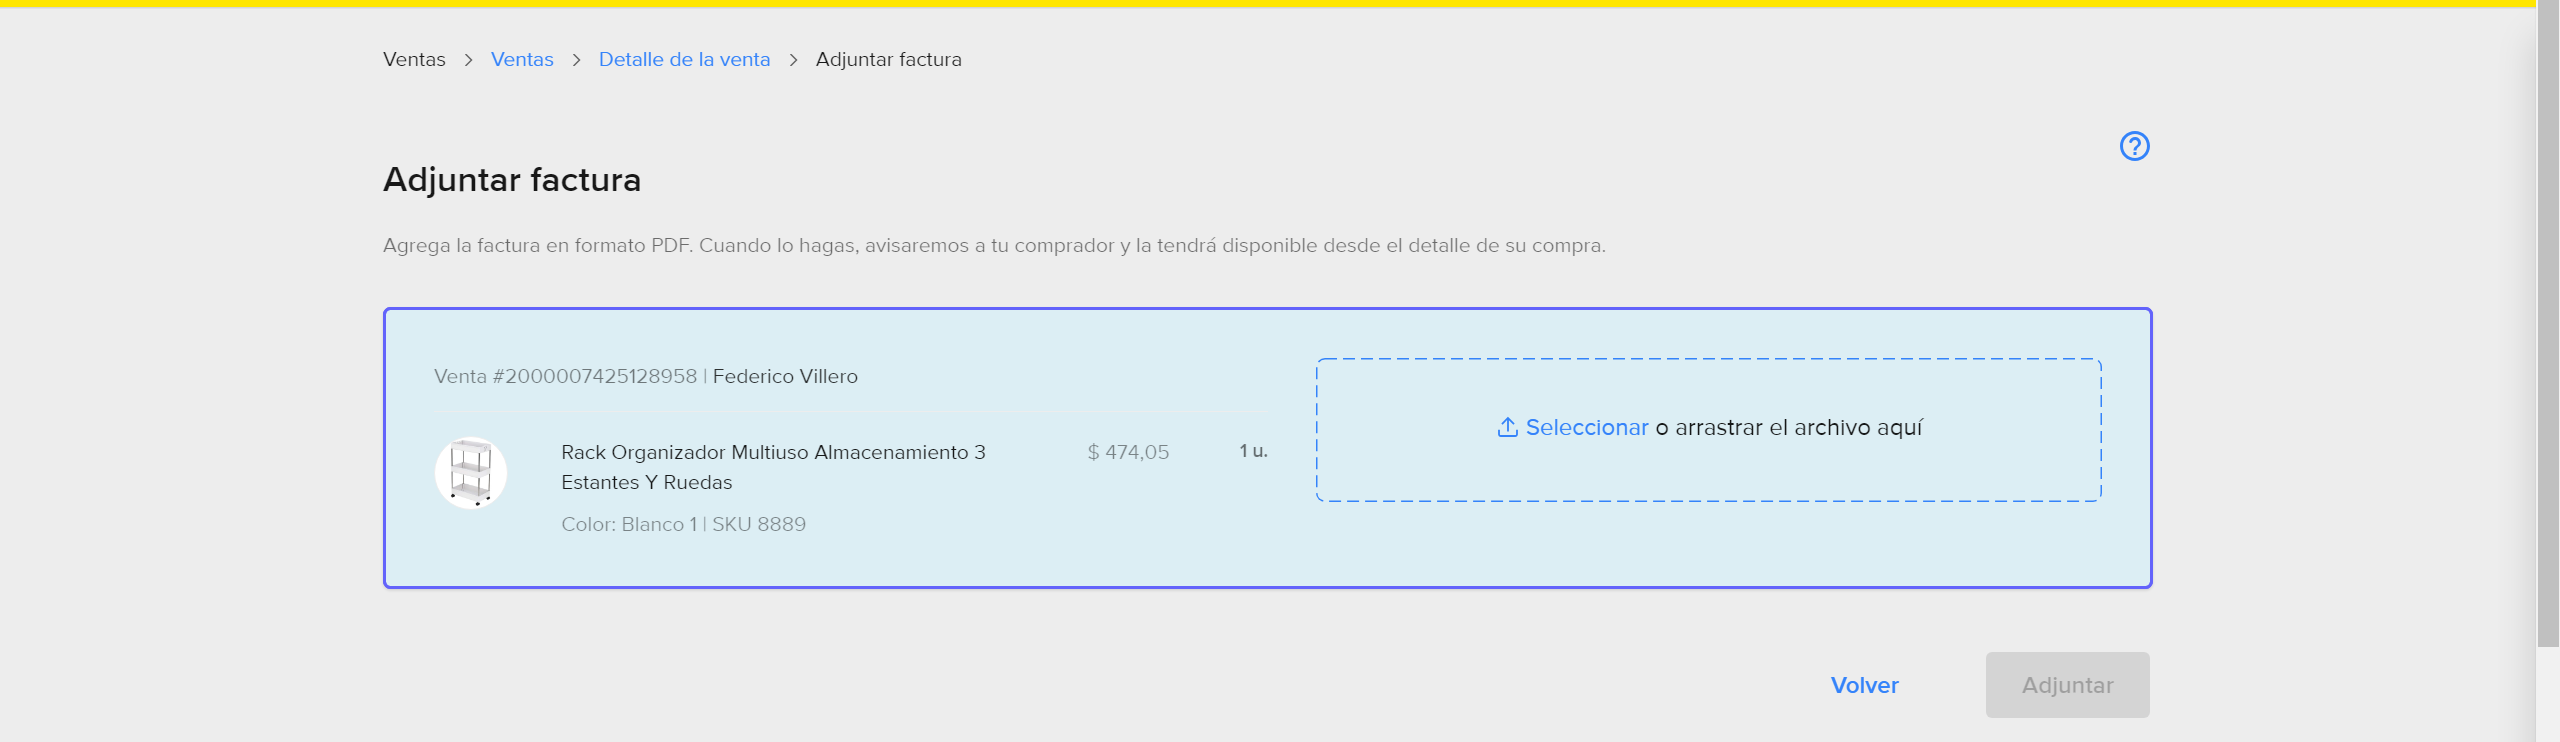 Ventas > Ventas > Detalle de la venta > Adjuntar factura
Adjuntar factura
Agrega la factura en formato PDF. Cuando lo hagas, avisaremos a tu comprador y la tendrá disponible desde el detalle de su compra.
Venta #2000007425128958 | Federico Villero
Rack Organizador Multiuso Almacenamiento 3
Estantes Y Ruedas
$ 474,05
1 u.
Color: Blanco 1 | SKU 8889
Seleccionar o arrastrar el archivo aquí
Volver
Adjuntar